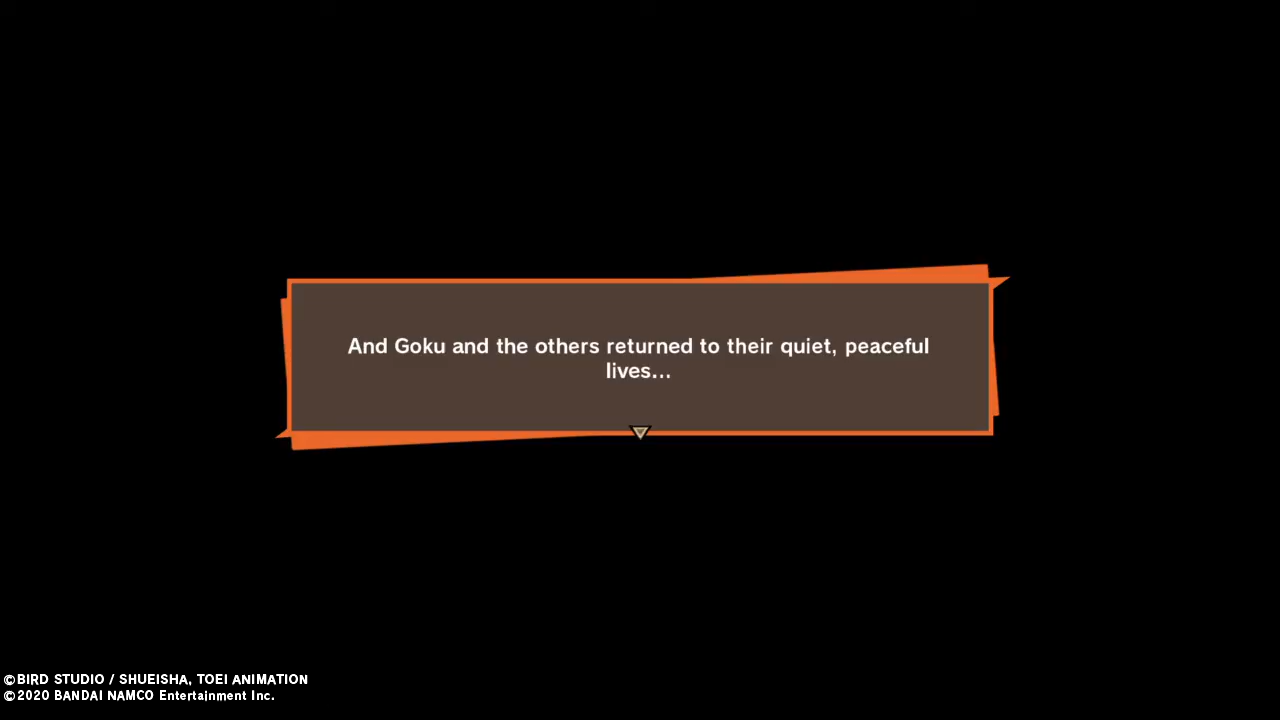 And Goku and the others returned to their quiet, peaceful
lives...
©BIRD STUDIO / SHUEISHA, TOEI ANIMATION
©2020 BANDAI NAMCO Entertainment Inc.